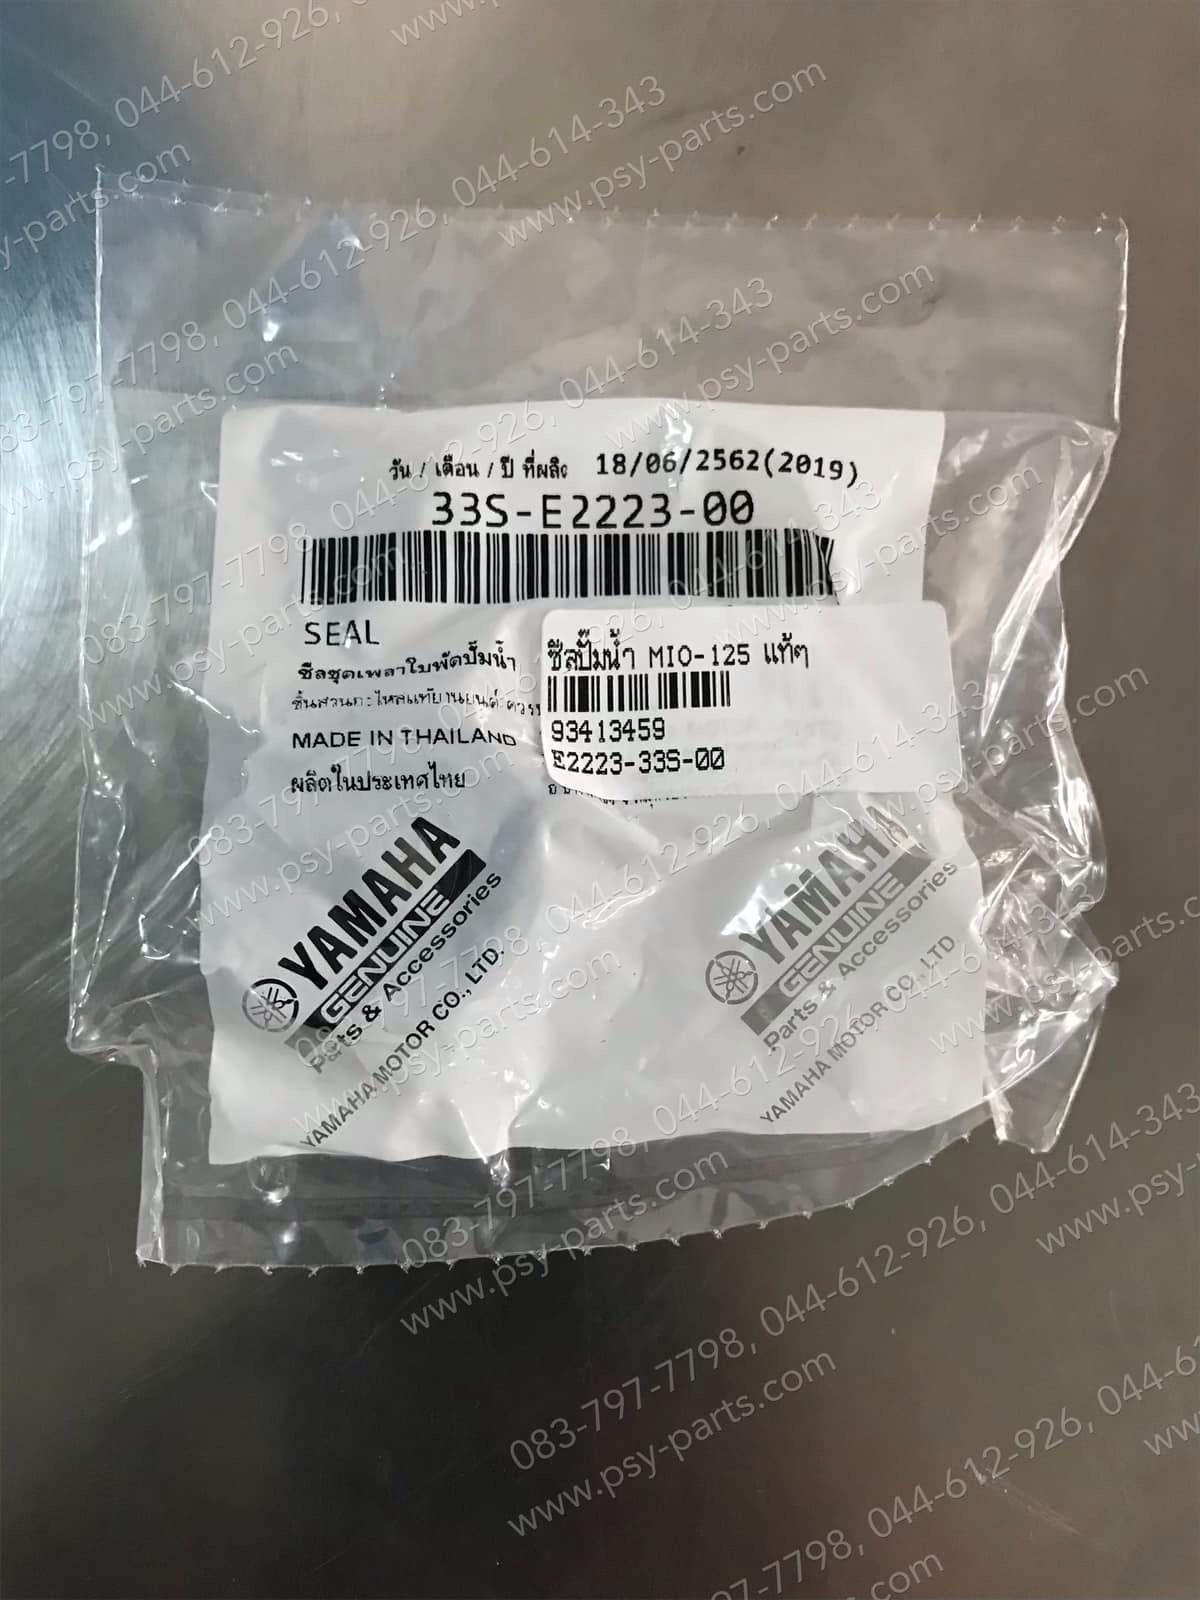 วัน / เดือน / ปี ที่ผลิต 18/06/2562(2019)
33S-E2223-00
SEAL
ซีลชุดเพลาใบพัดปั๊มน้ำ
MADE IN THAILAND
ผลิตในประเทศไทย
ซีลปั๊มน้ำ MIO-125 แท้ๆ
93413459
E2223-33S-00
YAMAHA
GENUINE
Parts & Accessories
YAMAHA MOTOR CO., LTD.
YAMAHA
GENUINE
Parts & Accessories
YAMAHA MOTOR CO., LTD
083-797-7798, 044-612-926, 044-614-343
www.psy-parts.com